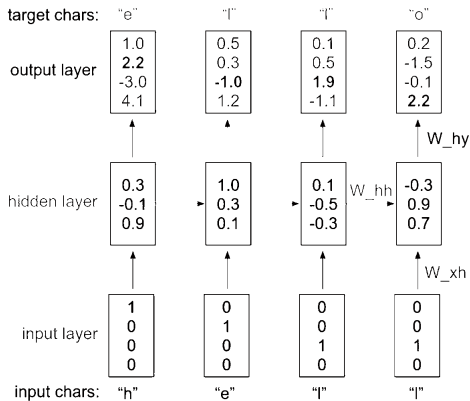 target chars: "e" "l" "l" "o"
1.0 0.5 0.1 0.2
2.2 0.3 0.5 -1.5
output layer
-3.0 -1.0 1.9 -0.1
4.1 1.2 -1.1 2.2
W_hy
0.3 1.0 0.1 -0.3
W_hh
hidden layer -0.1 0.3 -0.5 0.9
0.9 0.1 -0.3 0.7
W_xh
1 0 0 0
0 1 0 0
input layer
0 0 1 1
0 0 0 0
input chars: "h" "e" "l" "l"